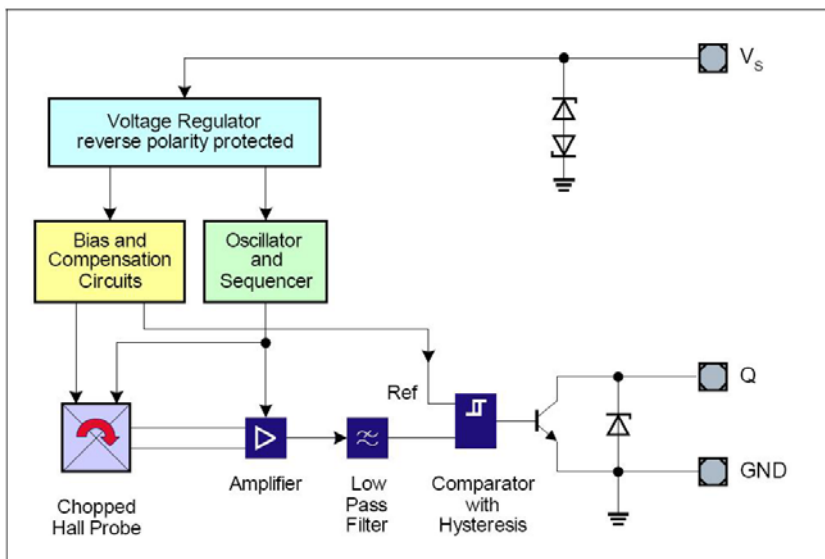 V_S
Voltage Regulator
reverse polarity protected
Bias and
Compensation
Circuits
Oscillator
and
Sequencer
Ref
Q
GND
Amplifier
Low
Pass
Filter
Comparator
with
Hysteresis
Chopped
Hall Probe